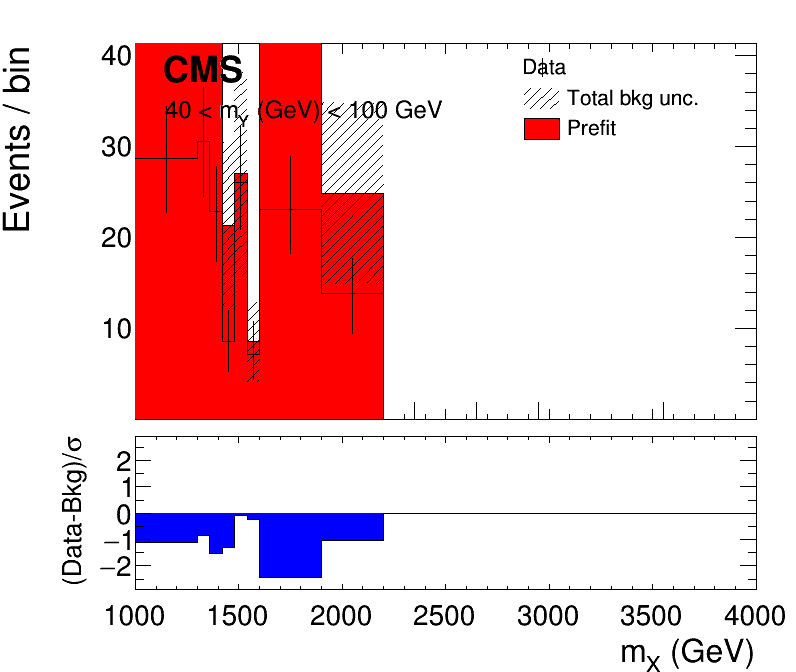 CMS
40 < m_Y (GeV) < 100 GeV
Data
Total bkg unc.
Prefit
Events / bin
40
30
20
10
(Data-Bkg)/σ
2
1
0
−1
−2
1000 1500 2000 2500 3000 3500 4000
m_X (GeV)